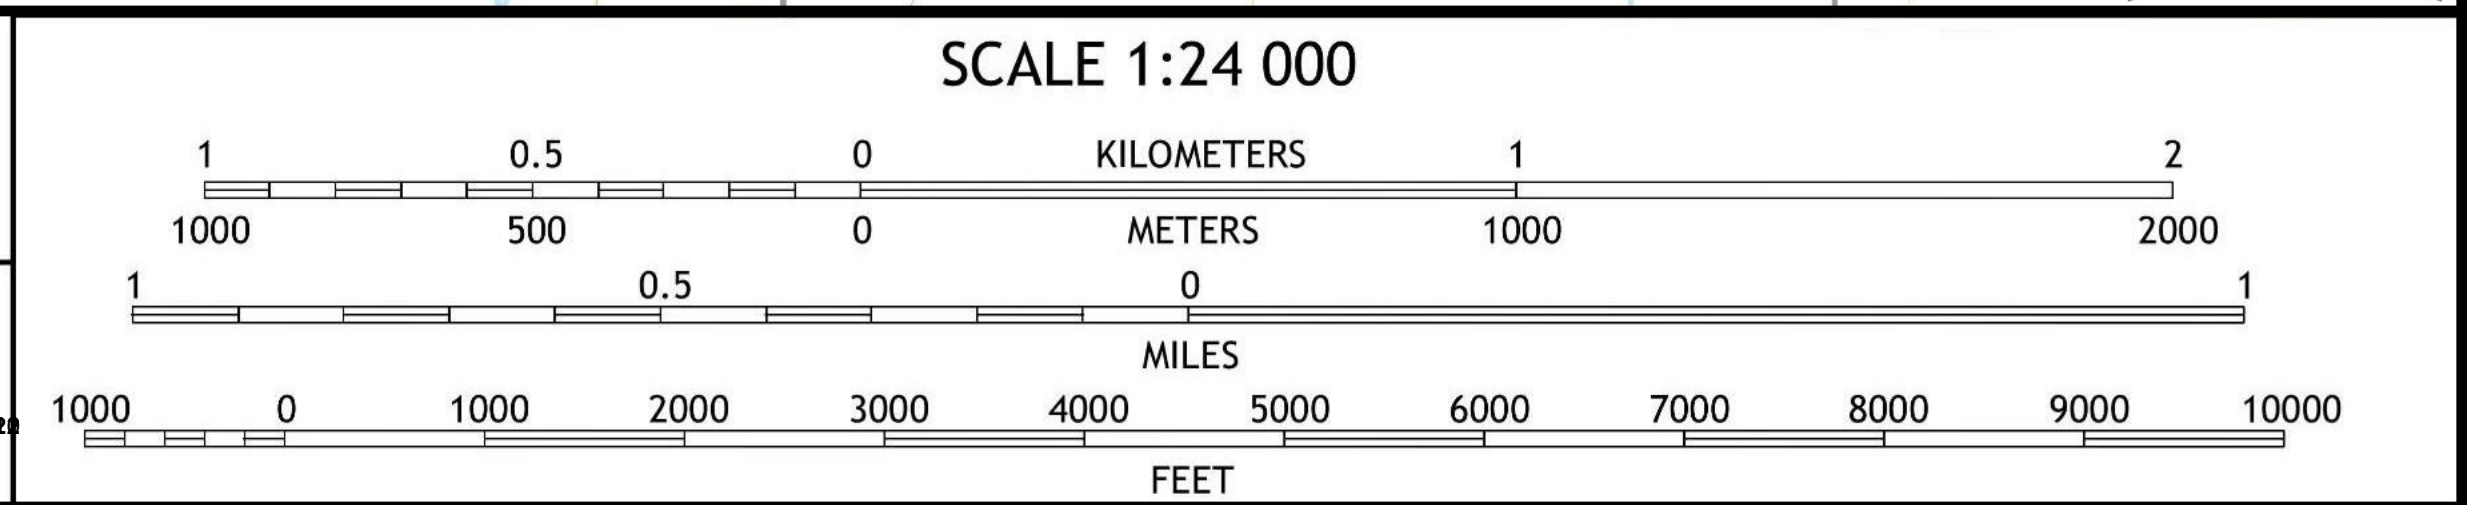 SCALE 1:24 000
1 0.5 0 KILOMETERS 1 2
1000 500 0 METERS 1000 2000
1 0.5 0 1
MILES
1000 0 1000 2000 3000 4000 5000 6000 7000 8000 9000 10000
FEET